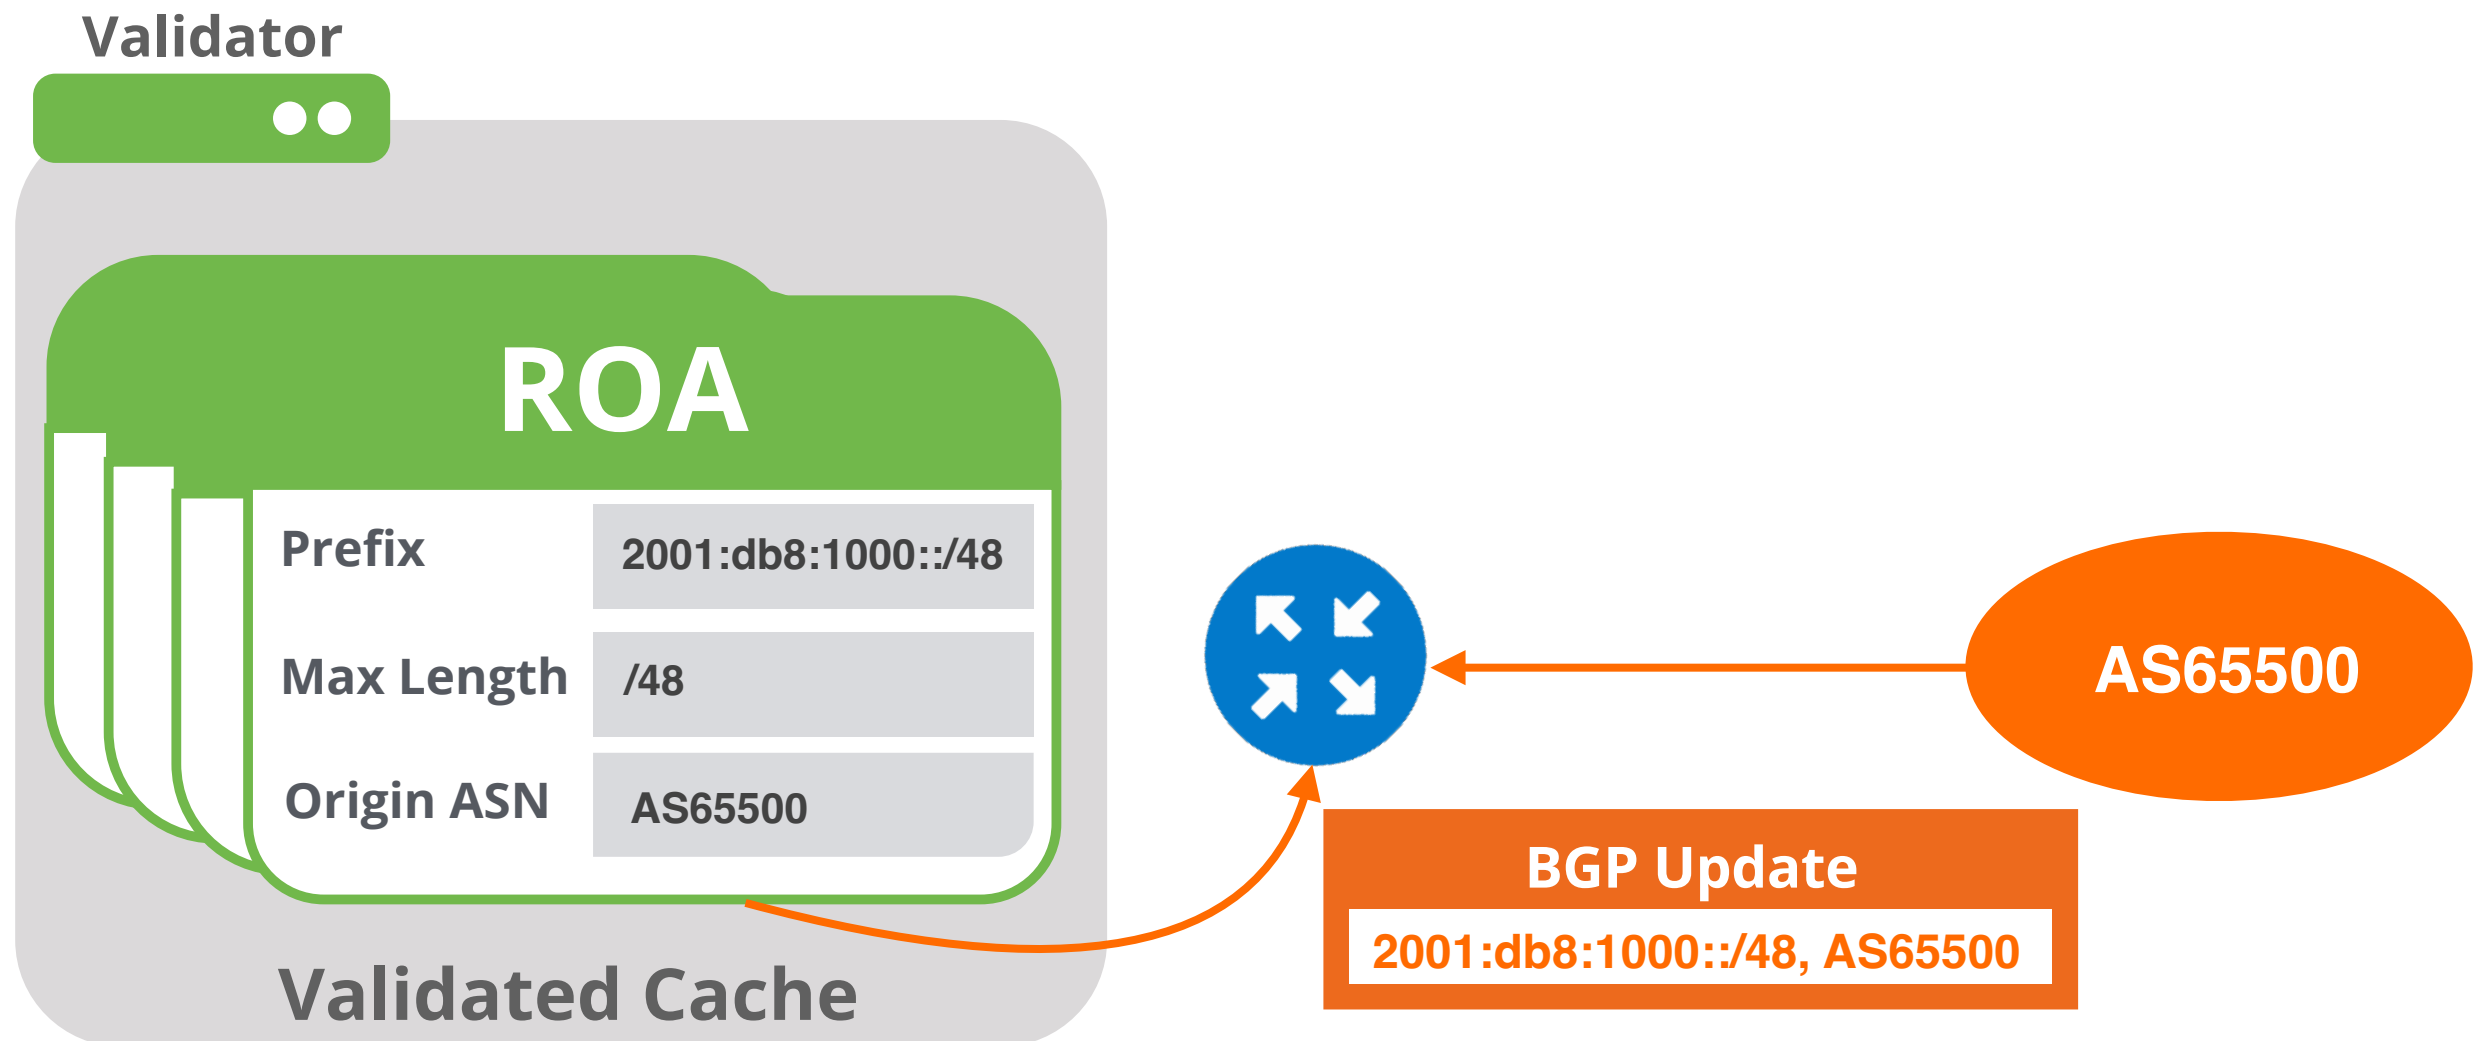 Validator
ROA
Prefix 2001:db8:1000::/48
Max Length /48
Origin ASN AS65500
Validated Cache
AS65500
BGP Update
2001:db8:1000::/48, AS65500